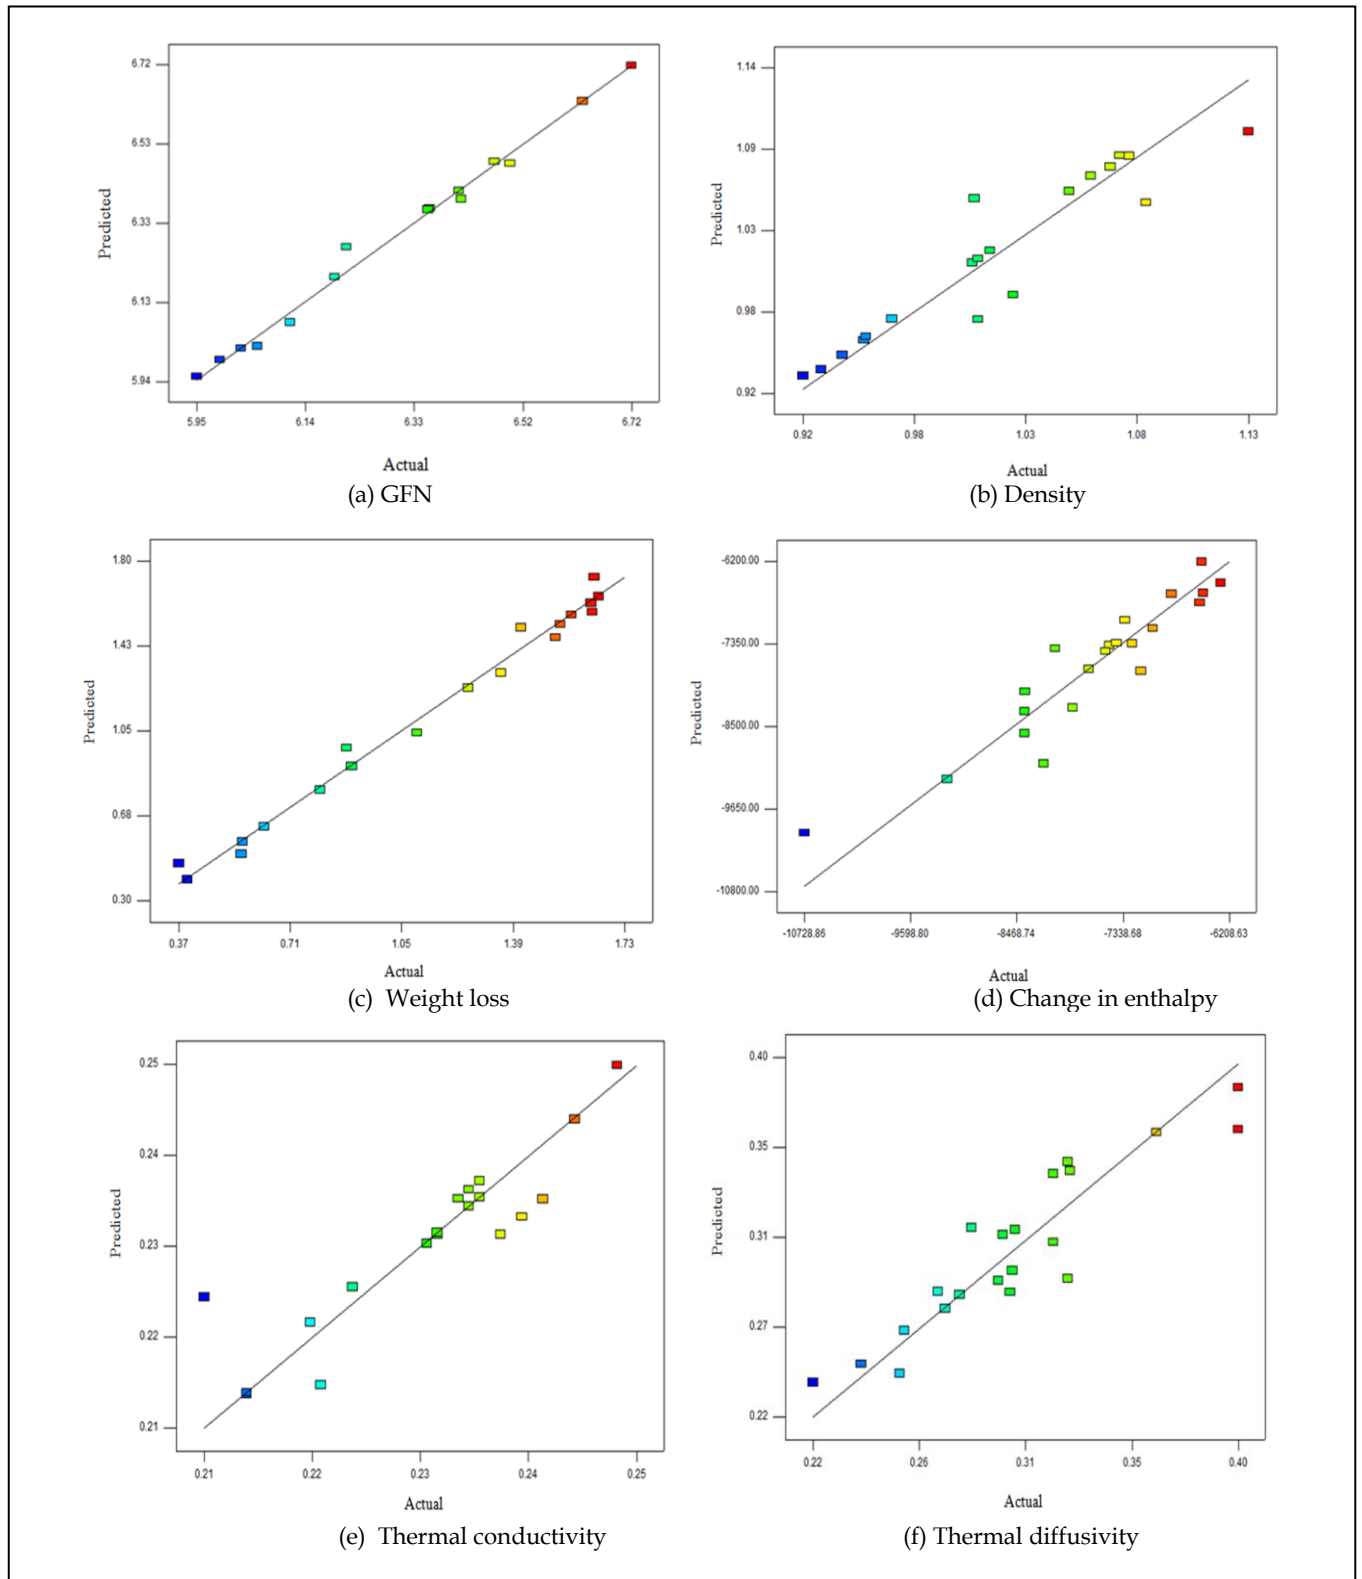 6.72
6.53
6.33
6.13
5.94
Predicted
5.95 6.14 6.33 6.52 6.72
Actual
(a) GFN
1.14
1.09
1.03
0.98
0.92
Predicted
0.92 0.98 1.03 1.08 1.13
Actual
(b) Density
1.80
1.43
1.05
0.68
0.30
Predicted
0.37 0.71 1.05 1.39 1.73
Actual
(c) Weight loss
-6200.00
-7350.00
-8500.00
-9650.00
-10800.00
Predicted
-10728.86 -9598.80 -8468.74 -7338.68 -6208.63
Actual
(d) Change in enthalpy
0.25
0.24
0.23
0.22
0.21
Predicted
0.21 0.22 0.23 0.24 0.25
Actual
(e) Thermal conductivity
0.40
0.35
0.31
0.27
0.22
Predicted
0.22 0.26 0.31 0.35 0.40
Actual
(f) Thermal diffusivity